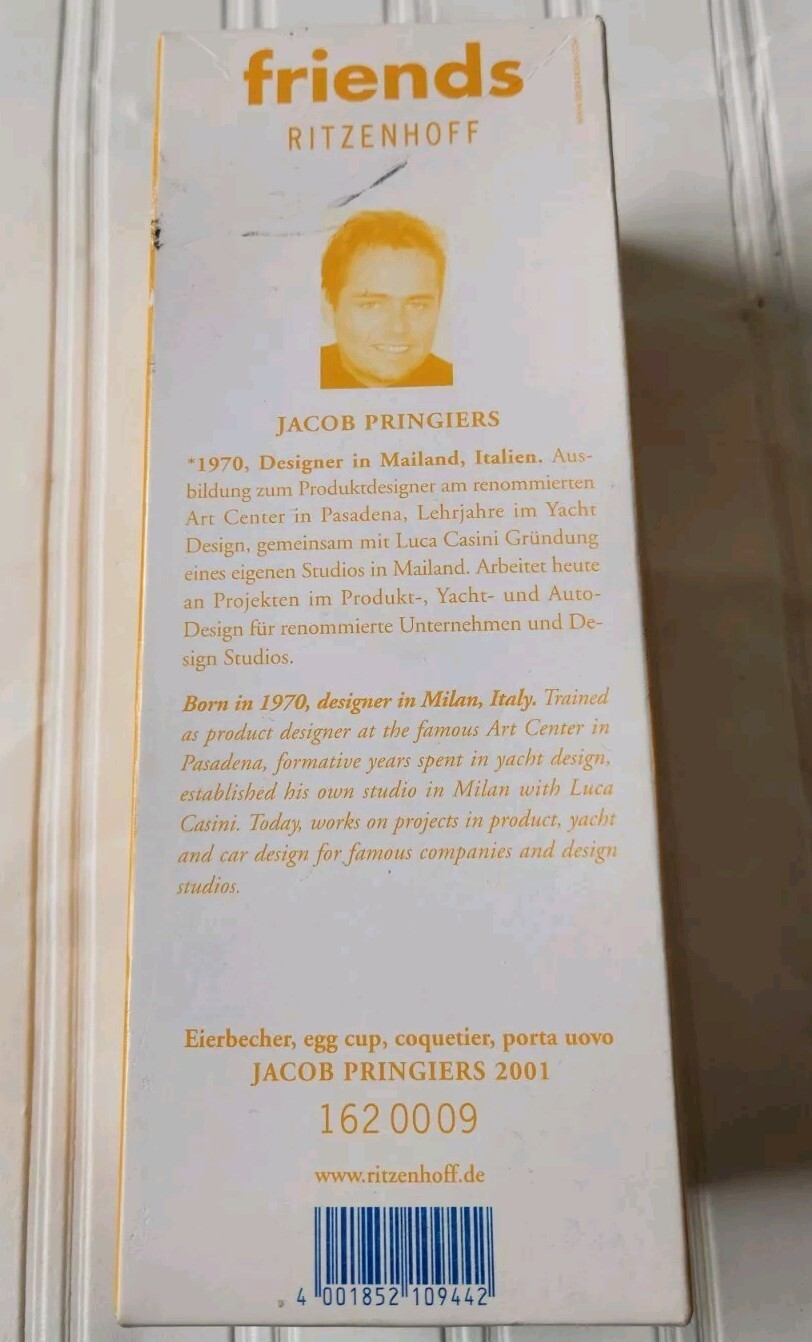 friends
RITZENHOFF
JACOB PRINGIERS
*1970, Designer in Mailand, Italien. Aus-
bildung zum Produktdesigner am renommierten
Art Center in Pasadena, Lehrjahre im Yacht
Design, gemeinsam mit Luca Casini Gründung
eines eigenen Studios in Mailand. Arbeitet heute
an Projekten im Produkt-, Yacht- und Auto-
Design für renommierte Unternehmen und De-
sign Studios.
Born in 1970, designer in Milan, Italy. Trained
as product designer at the famous Art Center in
Pasadena, formative years spent in yacht design,
established his own studio in Milan with Luca
Casini. Today, works on projects in product, yacht
and car design for famous companies and design
studios.
Eierbecher, egg cup, coquetier, porta uovo
JACOB PRINGIERS 2001
162 00 09
www.ritzenhoff.de
4 001852 109442